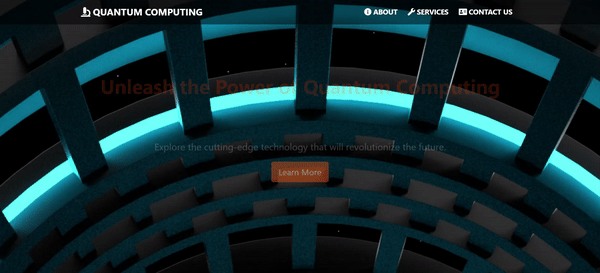 QUANTUM COMPUTING
ABOUT
SERVICES
CONTACT US
Unleash the Power of Quantum Computing
Explore the cutting-edge technology that will revolutionize the future.
Learn More